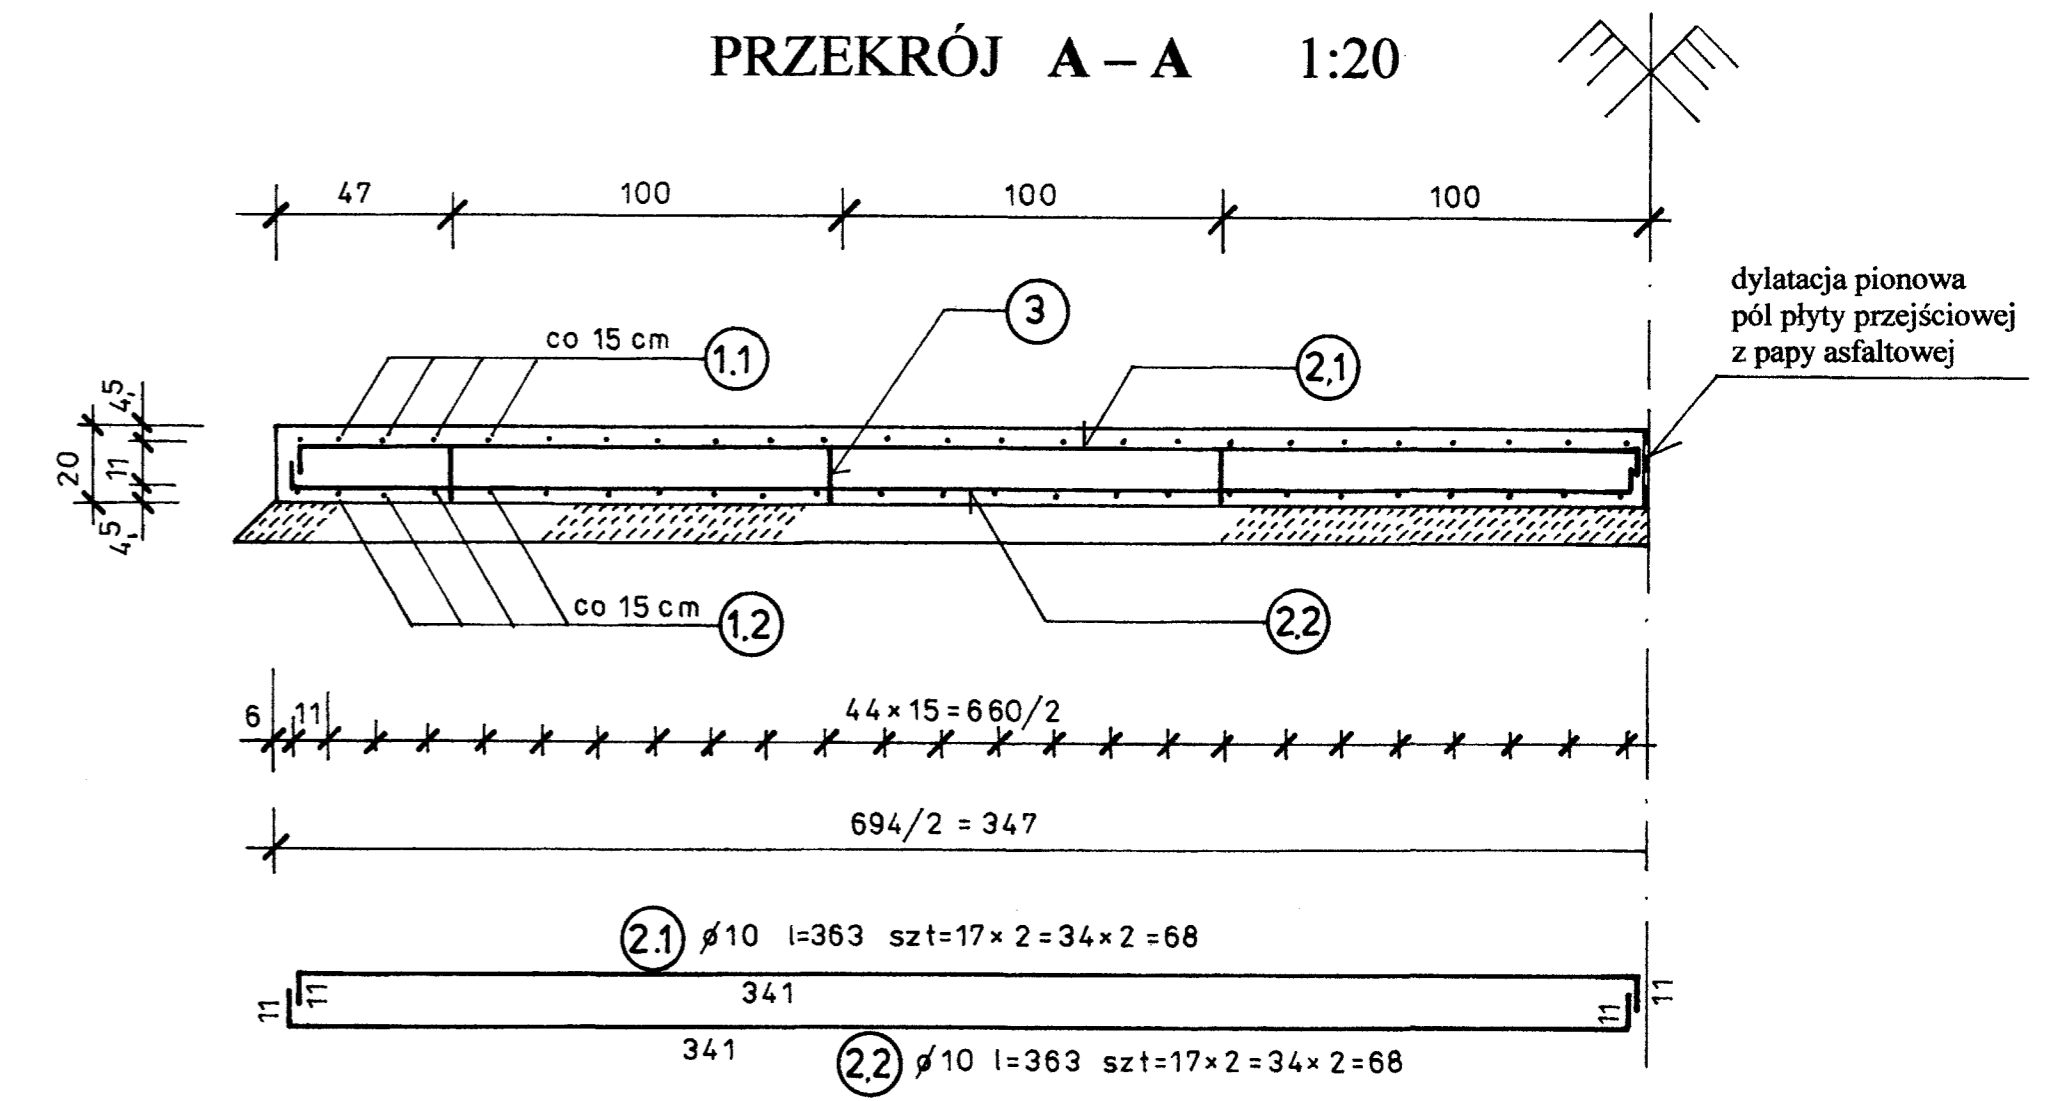 PRZEKRÓJ A – A 1:20
47 100 100 100
dylatacja pionowa
pól płyty przejściowej
z papy asfaltowej
3
co 15 cm 1.1
2,1
4,5
20
11
4,5
co 15 cm 1.2
2.2
6 11 44×15=660/2
694/2 = 347
2.1 ø10 l=363 szt=17×2=34×2=68
11 11 341 11 11
341 2,2 ø10 l=363 szt=17×2=34×2=68